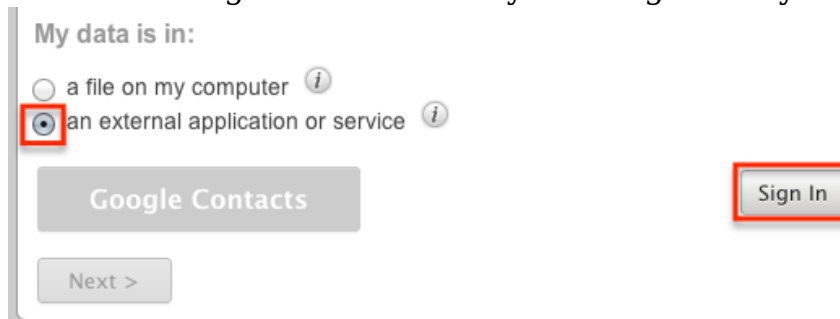 My data is in:
a file on my computer i
an external application or service i
Google Contacts Sign In
Next >